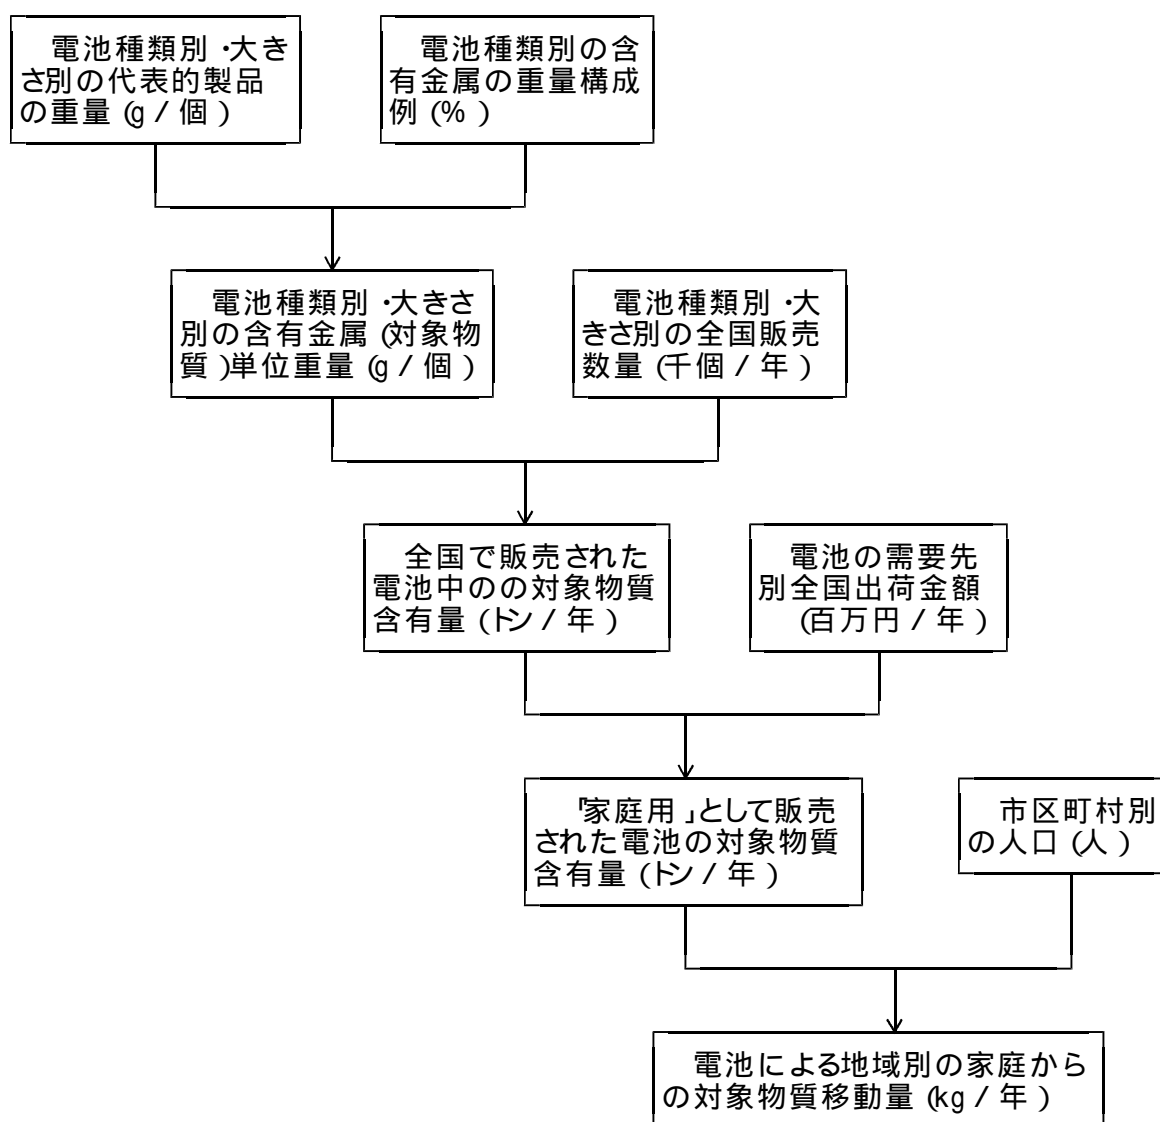 電池種類別・大き
さ別の代表的製品
の重量(g/個)
電池種類別の含
有金属の重量構成
例(%)
電池種類別・大きさ
別の含有金属(対象物
質)単位重量(g/個)
電池種類別・大
きさ別の全国販売
数量(千個/年)
全国で販売された
電池中のの対象物質
含有量(トン/年)
電池の需要先
別全国出荷金額
(百万円/年)
「家庭用」として販売
された電池の対象物質
含有量(トン/年)
市区町村別
の人口(人)
電池による地域別の家庭から
の対象物質移動量(kg/年)